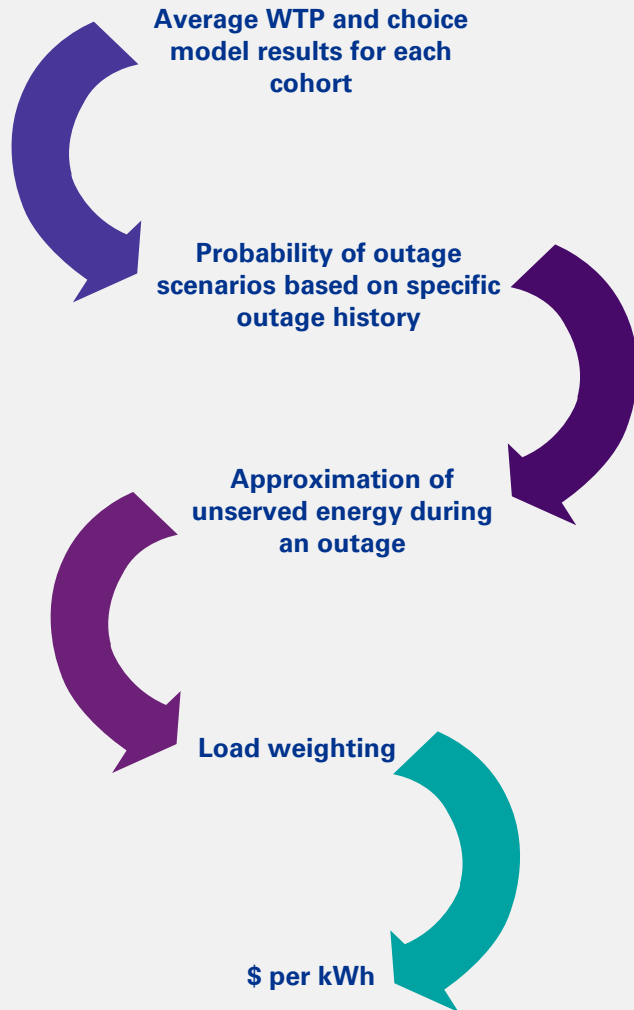 Average WTP and choice
model results for each
cohort
Probability of outage
scenarios based on specific
outage history
Approximation of
unserved energy during
an outage
Load weighting
$ per kWh